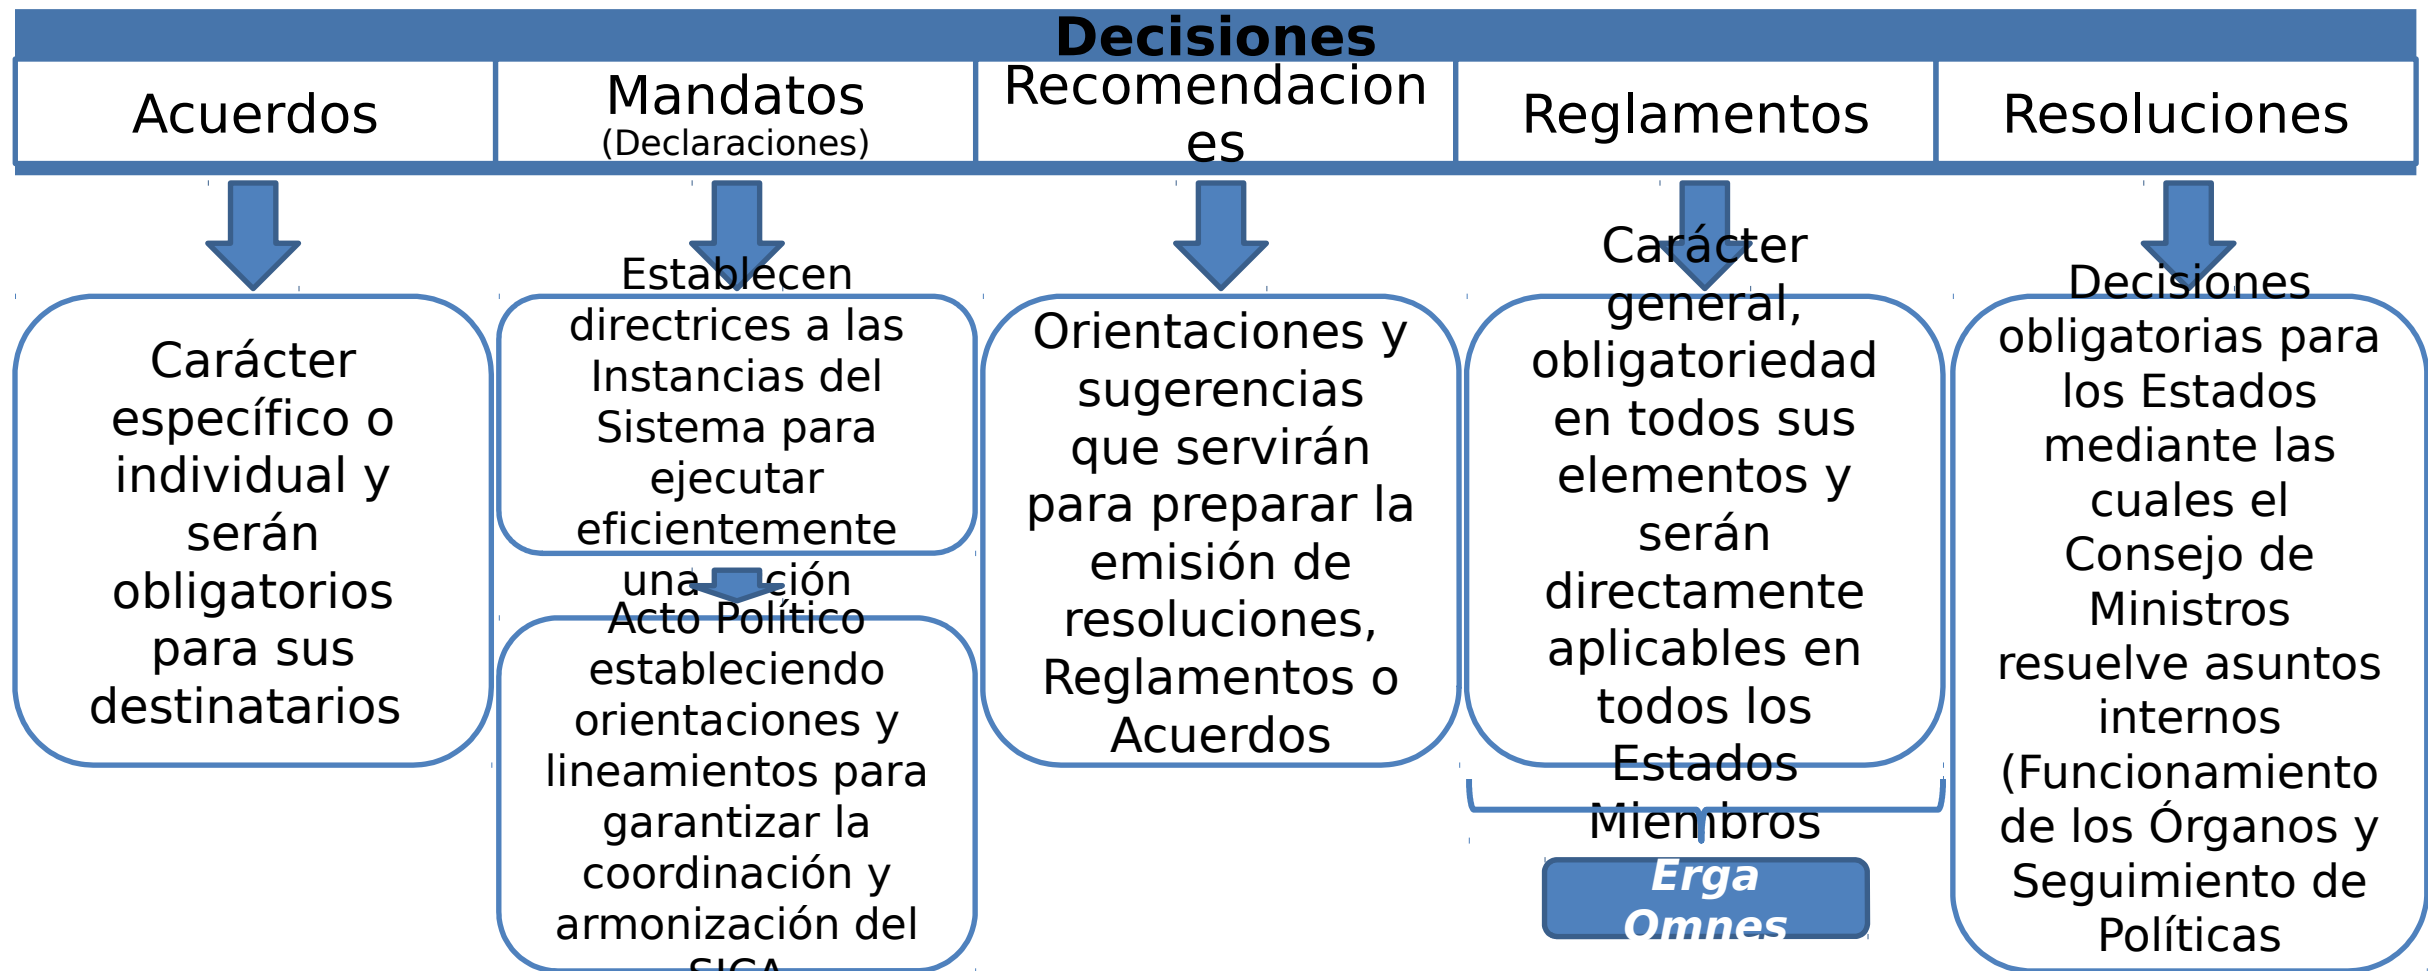 Decisiones
Acuerdos
Mandatos
(Declaraciones)
Recomendacion
es
Reglamentos
Resoluciones
Carácter
específico o
individual y
serán
obligatorios
para sus
destinatarios
Establecen
directrices a las
Instancias del
Sistema para
ejecutar
eficientemente
una
Acto Político
estableciendo
orientaciones y
lineamientos para
garantizar la
coordinación y
armonización del
SICA
Orientaciones y
sugerencias
que servirán
para preparar la
emisión de
resoluciones,
Reglamentos o
Acuerdos
Carácter
general,
obligatoriedad
en todos sus
elementos y
serán
directamente
aplicables en
todos los
Estados
Miembros
Erga
Omnes
Decisiones
obligatorias para
los Estados
mediante las
cuales el
Consejo de
Ministros
resuelve asuntos
internos
(Funcionamiento
de los Órganos y
Seguimiento de
Políticas